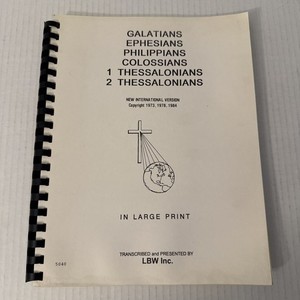 GALATIANS
EPHESIANS
PHILIPPIANS
COLOSSIANS
1 THESSALONIANS
2 THESSALONIANS
NEW INTERNATIONAL VERSION
Copyright 1973, 1978, 1984
IN LARGE PRINT
TRANSCRIBED and PRESENTED BY
LBW Inc.